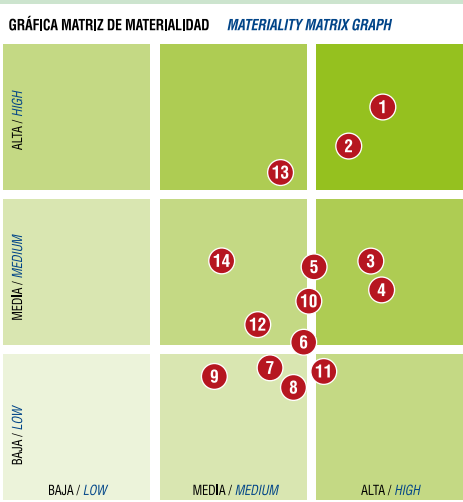 GRÁFICA MATRIZ DE MATERIALIDAD MATERIALITY MATRIX GRAPH
ALTA / HIGH
1
2
13
MEDIA / MEDIUM
14
5
3
4
10
12
6
7
11
9
8
BAJA / LOW
BAJA / LOW MEDIA / MEDIUM ALTA / HIGH